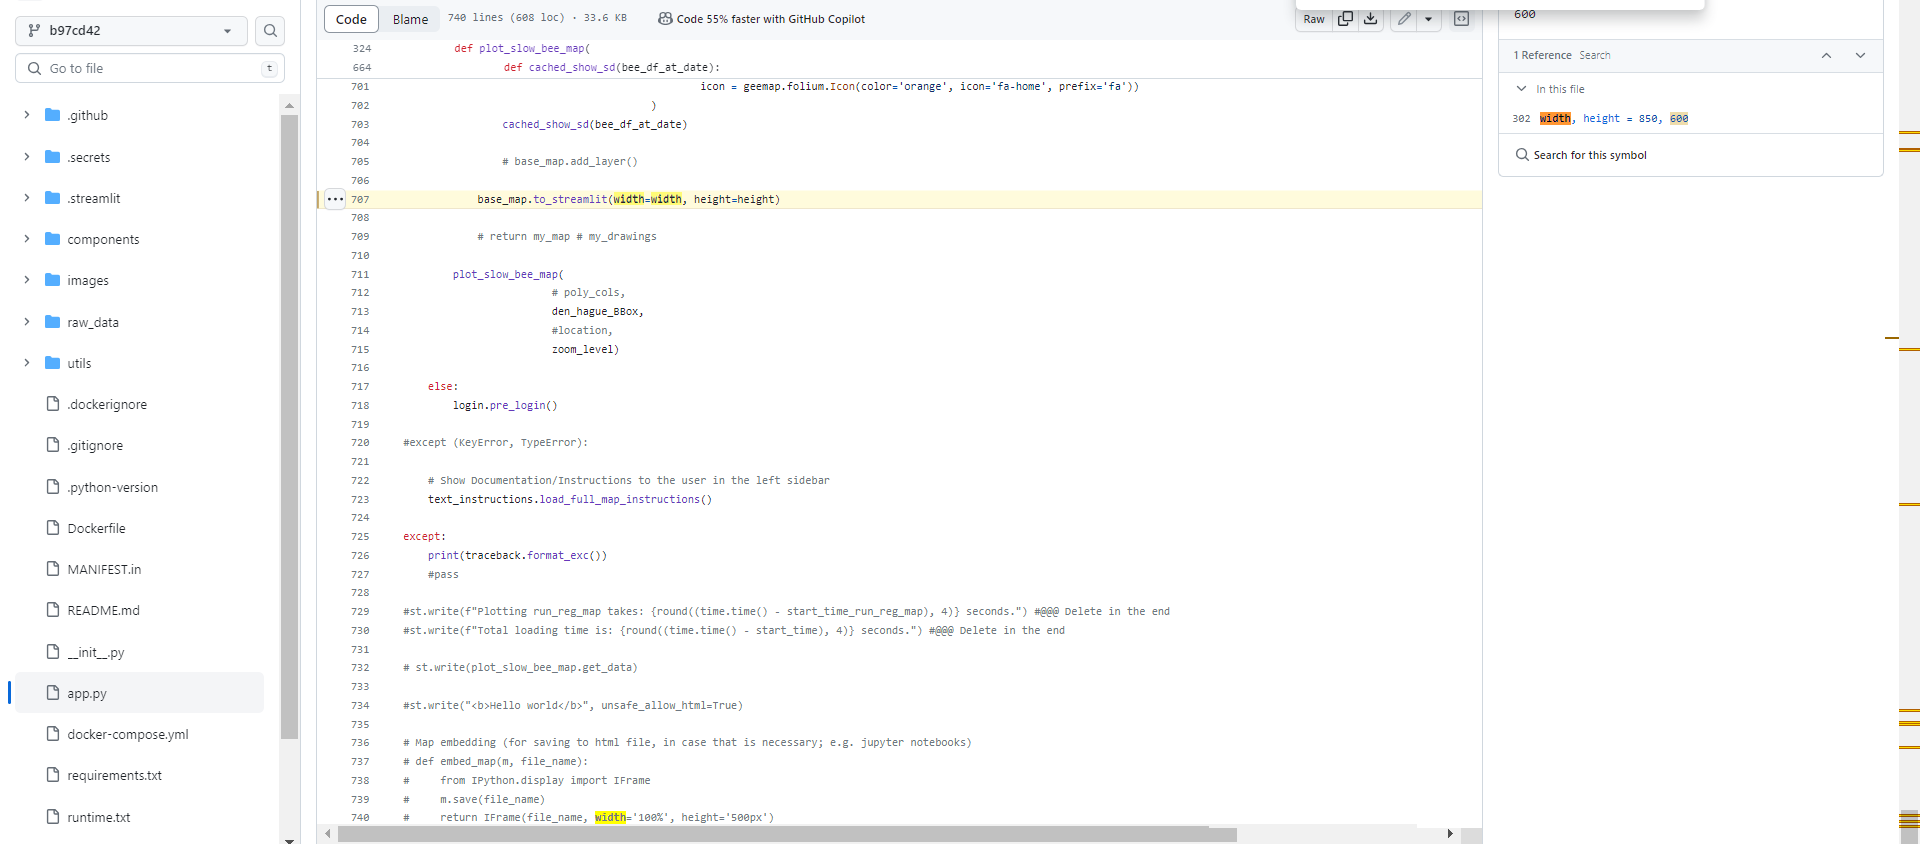 b97cd42
Go to file
t
.github
.secrets
.streamlit
components
images
raw_data
utils
.dockerignore
.gitignore
.python-version
Dockerfile
MANIFEST.in
README.md
__init__.py
app.py
docker-compose.yml
requirements.txt
runtime.txt
Code
Blame
740 lines (608 loc) · 33.6 KB
Code 55% faster with GitHub Copilot
Raw
324 def plot_slow_bee_map(
664 def cached_show_sd(bee_df_at_date):
701 icon = geemap.folium.Icon(color='orange', icon='fa-home', prefix='fa'))
702 )
703 cached_show_sd(bee_df_at_date)
704
705 # base_map.add_layer()
706
707 base_map.to_streamlit(width=width, height=height)
708
709 # return my_map # my_drawings
710
711 plot_slow_bee_map(
712 # poly_cols,
713 den_hague_BBox,
714 #location,
715 zoom_level)
716
717 else:
718 login.pre_login()
719
720 #except (KeyError, TypeError):
721
722 # Show Documentation/Instructions to the user in the left sidebar
723 text_instructions.load_full_map_instructions()
724
725 except:
726 print(traceback.format_exc())
727 #pass
728
729 #st.write(f"Plotting run_reg_map takes: {round((time.time() - start_time_run_reg_map), 4)} seconds.") #@@@ Delete in the end
730 #st.write(f"Total loading time is: {round((time.time() - start_time), 4)} seconds.") #@@@ Delete in the end
731
732 # st.write(plot_slow_bee_map.get_data)
733
734 #st.write("<b>Hello world</b>", unsafe_allow_html=True)
735
736 # Map embedding (for saving to html file, in case that is necessary; e.g. jupyter notebooks)
737 # def embed_map(m, file_name):
738 # from IPython.display import IFrame
739 # m.save(file_name)
740 # return IFrame(file_name, width='100%', height='500px')
600
1 Reference Search
In this file
302 width, height = 850, 600
Search for this symbol